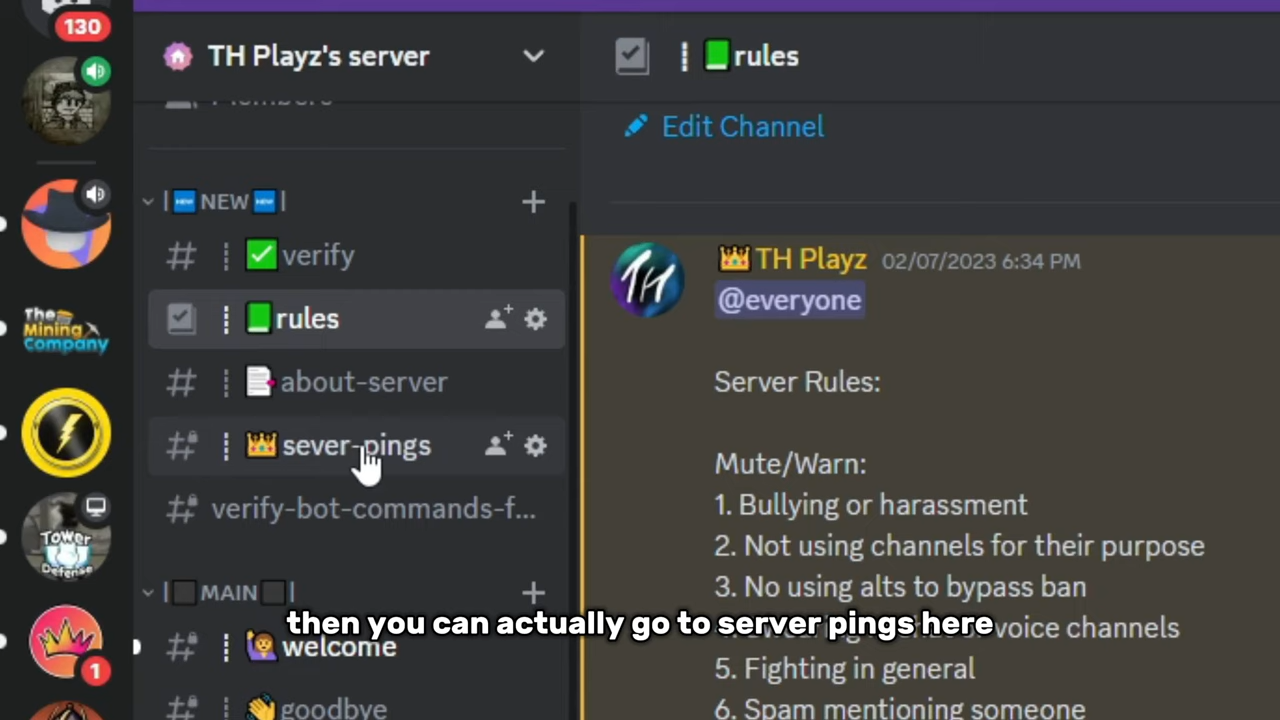 130
TH Playz's server
rules
Members
Edit Channel
NEW
verify
rules
about-server
sever-pings
verify-bot-commands-f...
MAIN
welcome
goodbye
The Mining Company
Tower Defense
1
TH
TH Playz 02/07/2023 6:34 PM
@everyone
Server Rules:
Mute/Warn:
1. Bullying or harassment
2. Not using channels for their purpose
3. No using alts to bypass ban
voice channels
5. Fighting in general
6. Spam mentioning someone
then you can actually go to server pings here